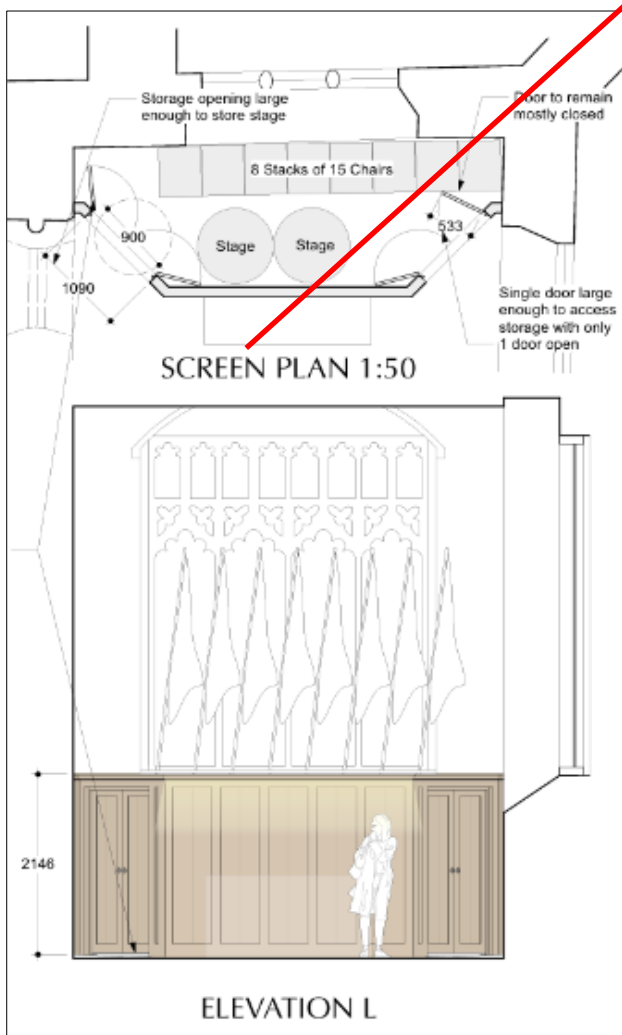 Storage opening large
enough to store stage
Door to remain
mostly closed
8 Stacks of 15 Chairs
900
Stage
Stage
533
1090
Single door large
enough to access
storage with only
1 door open
SCREEN PLAN 1:50
2146
ELEVATION L